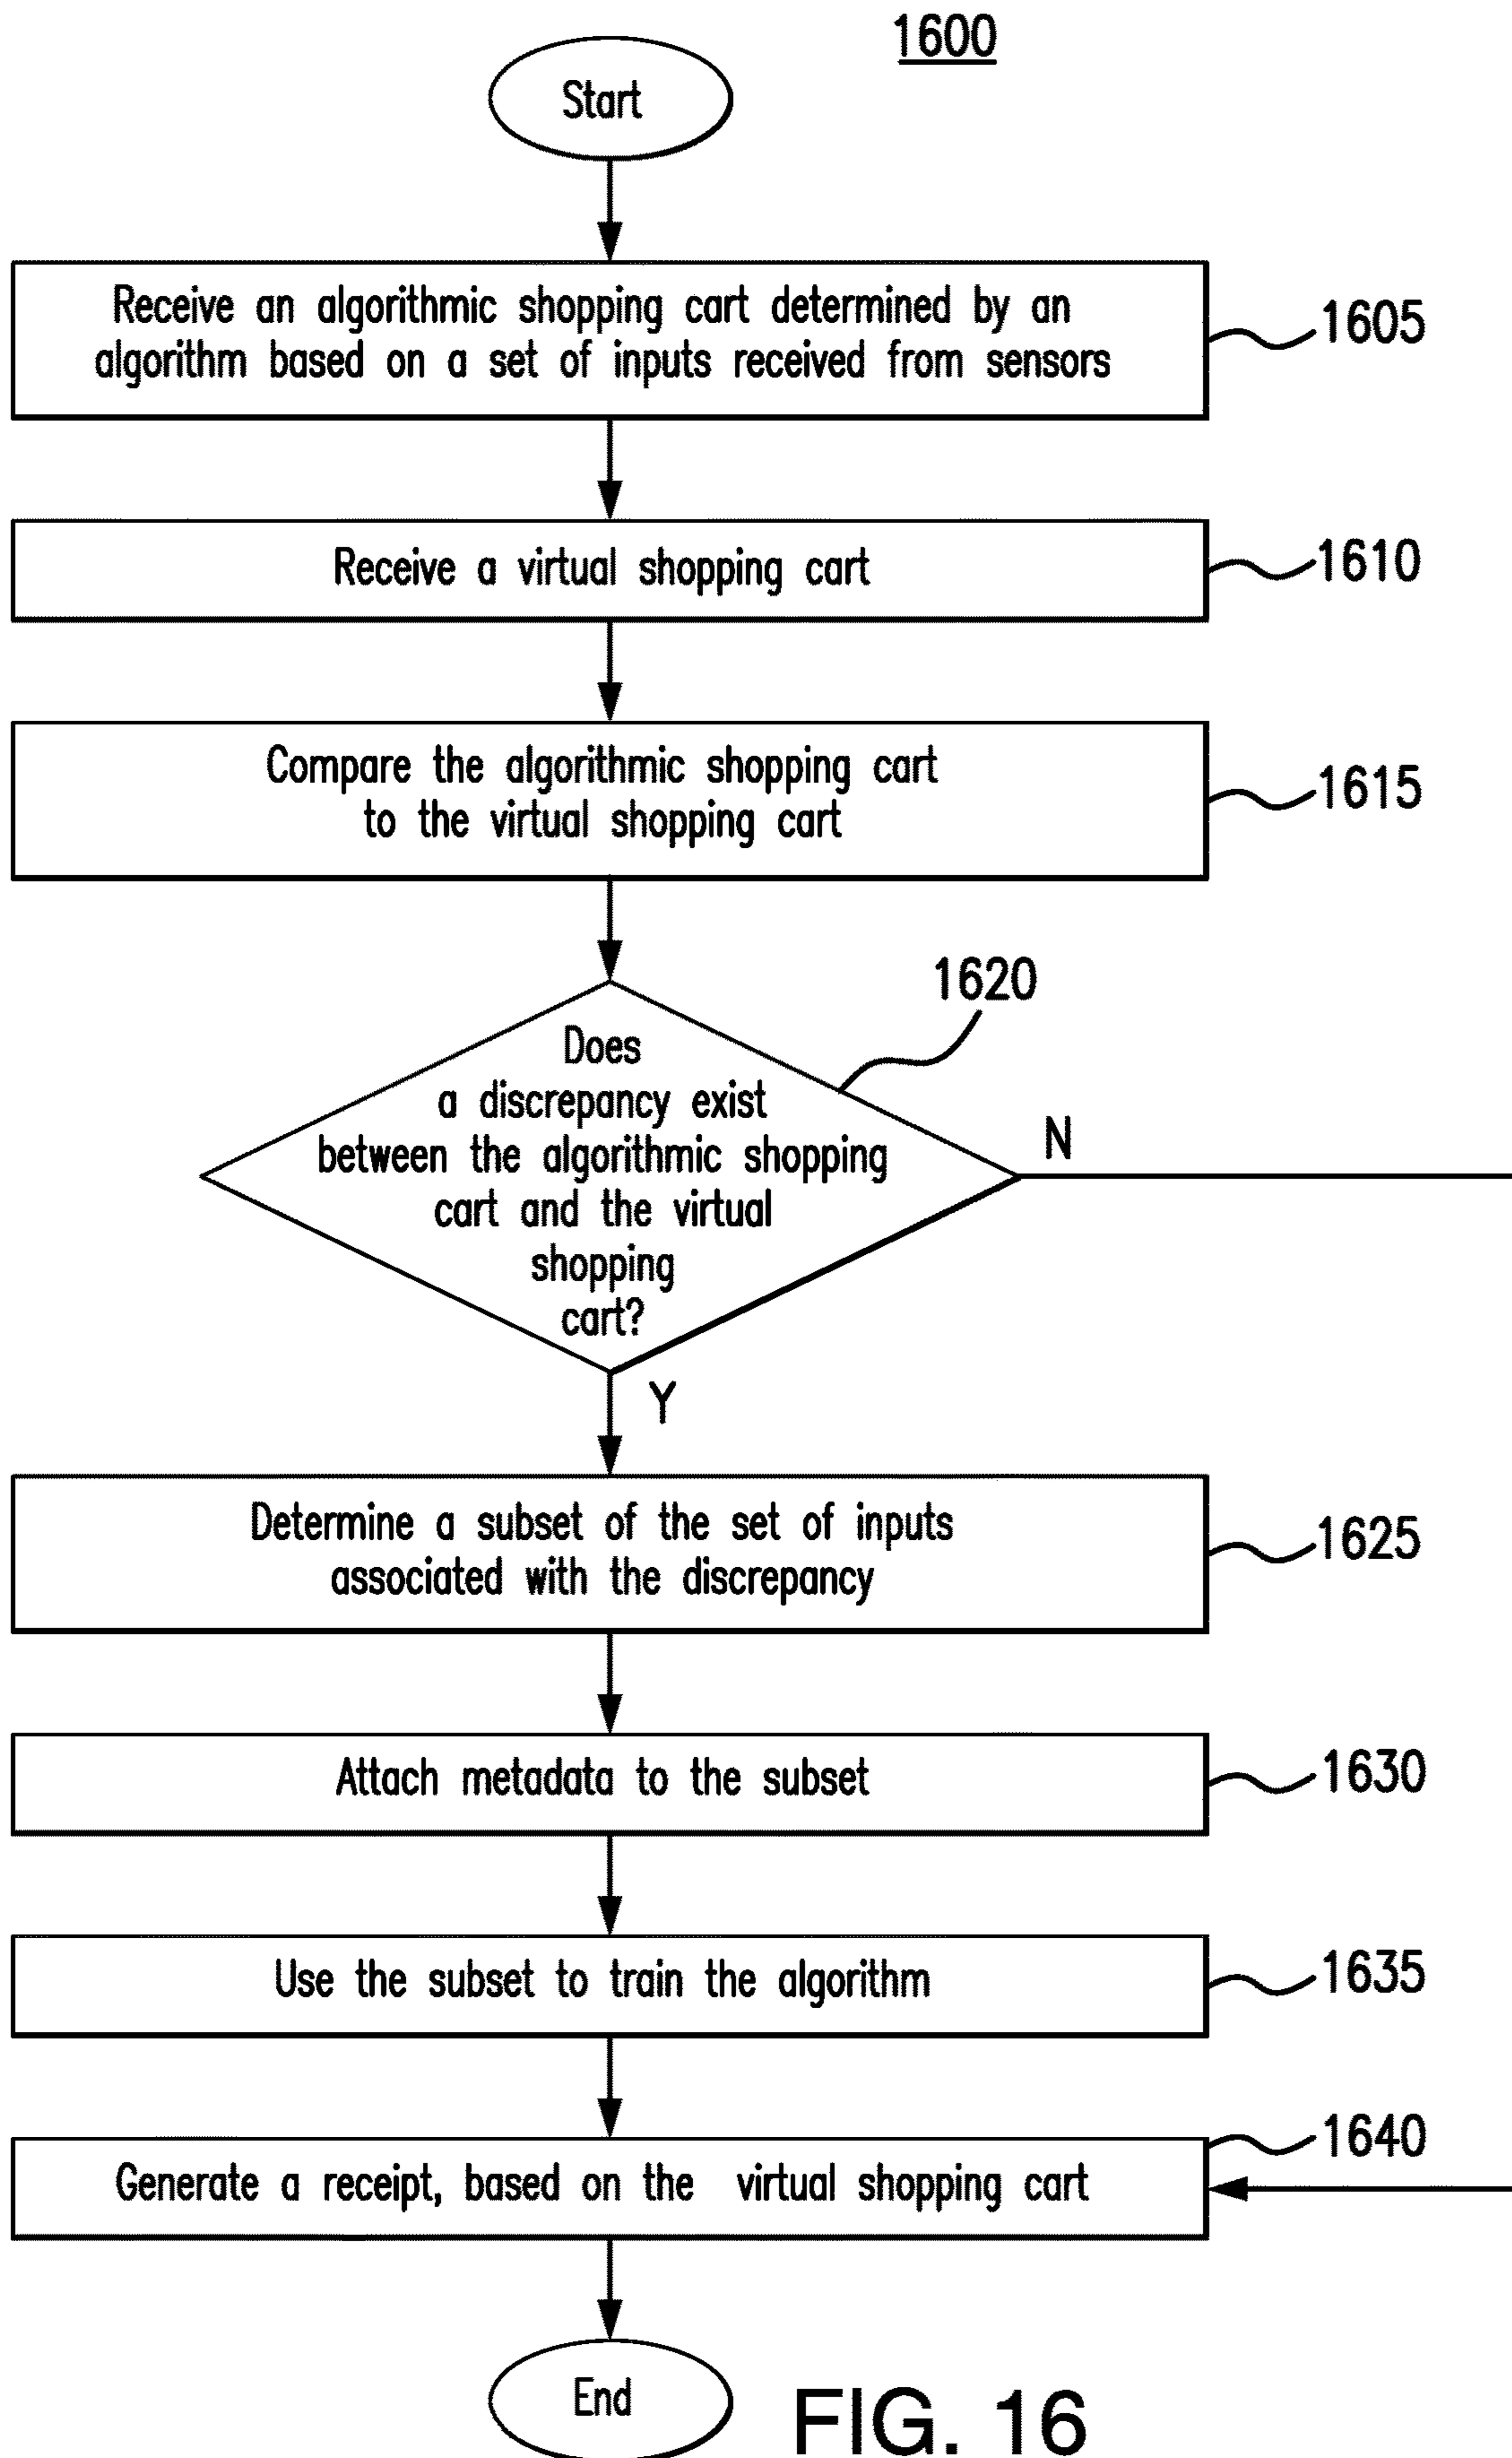 1600
Start
Receive an algorithmic shopping cart determined by an
algorithm based on a set of inputs received from sensors
1605
Receive a virtual shopping cart
1610
Compare the algorithmic shopping cart
to the virtual shopping cart
1615
1620
Does
a discrepancy exist
between the algorithmic shopping
cart and the virtual
shopping
cart?
N
Y
Determine a subset of the set of inputs
associated with the discrepancy
1625
Attach metadata to the subset
1630
Use the subset to train the algorithm
1635
Generate a receipt, based on the virtual shopping cart
1640
End
FIG. 16